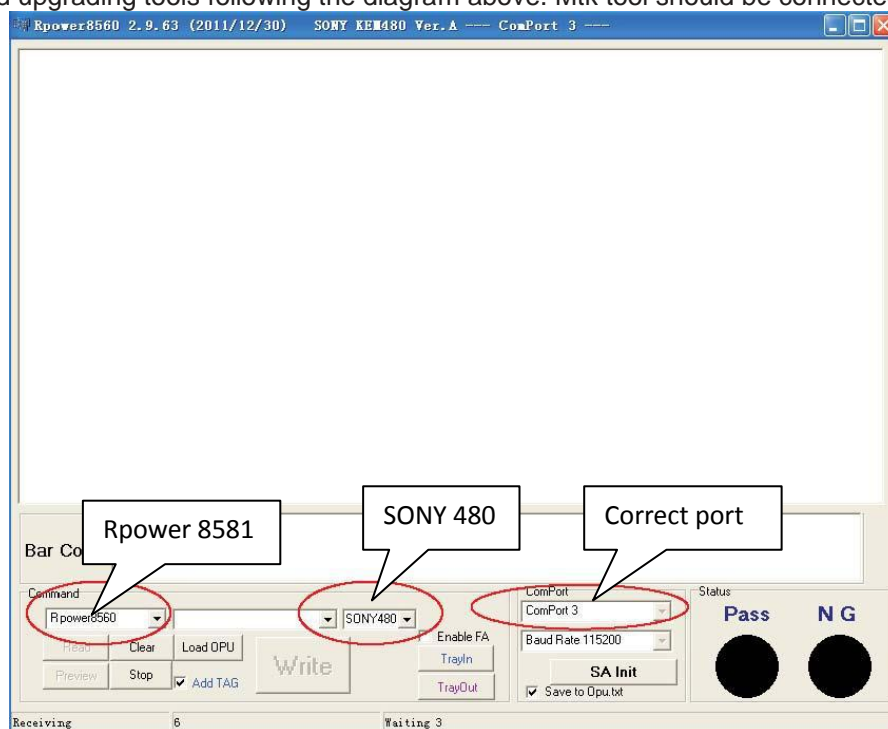 d upgrading tools following the diagram above. Mtk tool should be connecte
Rpower8560 2.9.63 (2011/12/30) SONY KEM480 Ver.A --- ComPort 3 ---
Rpower 8581
SONY 480
Correct port
Bar Co
Command
ComPort
Status
Rpower8560
SONY480
ComPort 3
Pass
N G
Read
Clear
Load OPU
Write
Enable FA
Baud Rate 115200
TrayIn
SA Init
Preview
Stop
Add TAG
TrayOut
Save to Opu.txt
Receiving
6
Waiting 3